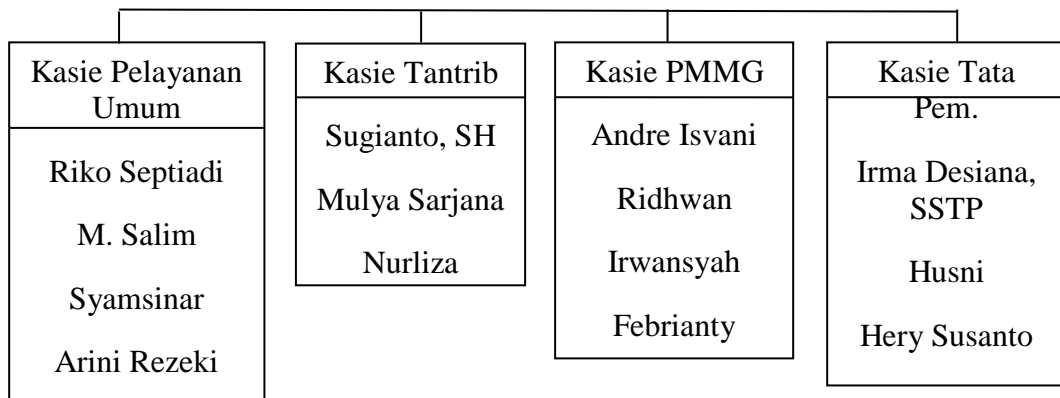 Kasie Pelayanan
Umum
Riko Septiadi
M. Salim
Syamsinar
Arini Rezeki
Kasie Tantrib
Sugianto, SH
Mulya Sarjana
Nurliza
Kasie PMMG
Andre Isvani
Ridhwan
Irwansyah
Febrianty
Kasie Tata
Pem.
Irma Desiana,
SSTP
Husni
Hery Susanto